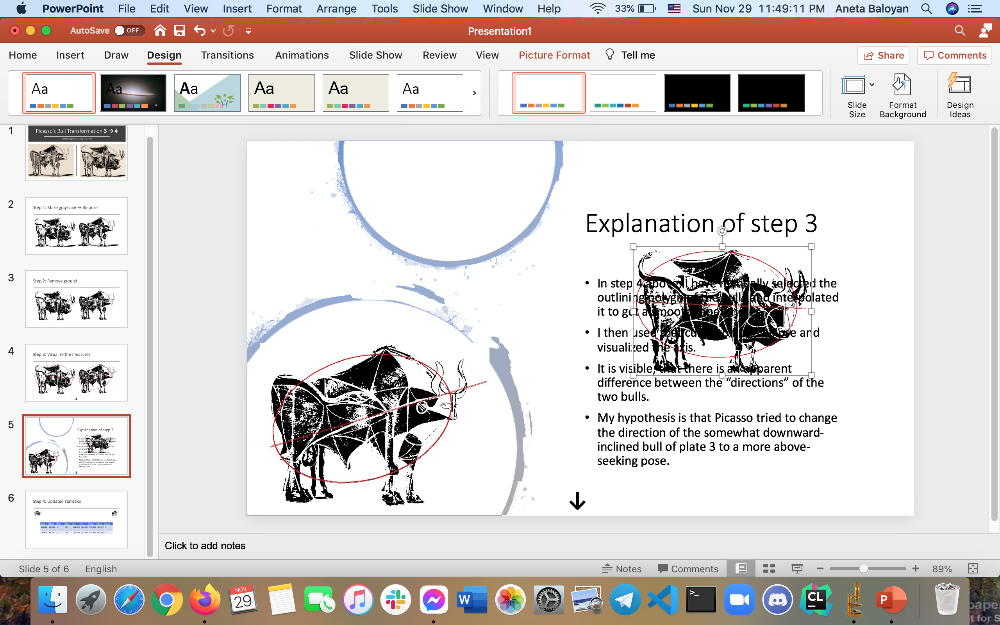 PowerPoint File Edit View Insert Format Arrange Tools Slide Show Window Help 33% Sun Nov 29 11:49:11 PM Aneta Baloyan
AutoSave OFF Presentation1
Home Insert Draw Design Transitions Animations Slide Show Review View Picture Format Tell me Share Comments
Aa Aa Aa Aa Aa Aa
Slide Size
Format Background
Design Ideas
1
Picasso's Bull Transformation 3 → 4
2
Step 1: Make grayscale → Binarize
3
Step 2: Remove ground
4
Step 3: Visualize the measures
5
Explanation of step 3
6
Step 4: Updated statistics
Explanation of step 3
• In step 4 above I have manually selected the
outlining polygn of the bull and interpolated
it to get a smooth
• I then used and
visualized the axis.
• It is visible, that there is an apparent
difference between the “directions” of the
two bulls.
• My hypothesis is that Picasso tried to change
the direction of the somewhat downward-
inclined bull of plate 3 to a more above-
seeking pose.
Click to add notes
Slide 5 of 6 English Notes Comments 89%
NOV
29
W
>_
CL
P